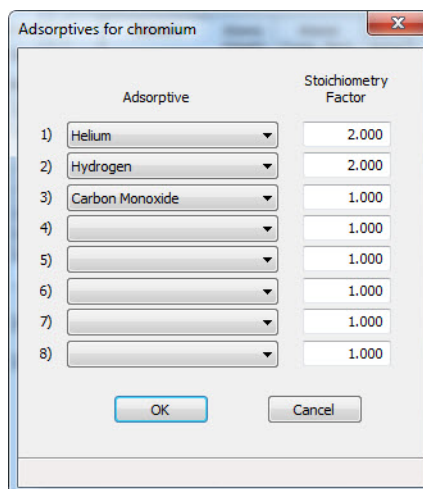 Adsorptives for chromium
Adsorptive
Stoichiometry
Factor
1) Helium 2.000
2) Hydrogen 2.000
3) Carbon Monoxide 1.000
4) 1.000
5) 1.000
6) 1.000
7) 1.000
8) 1.000
OK Cancel